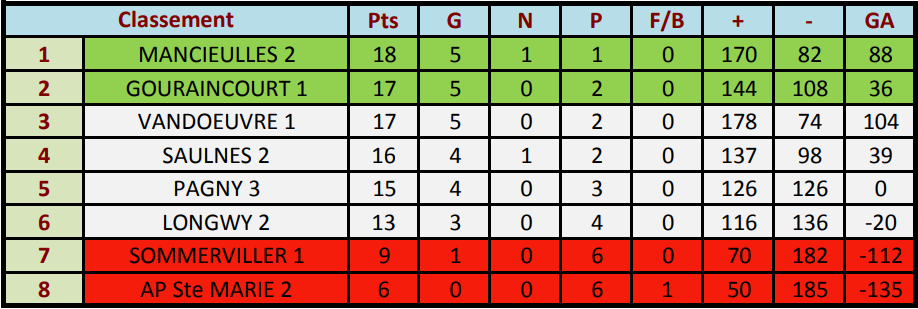 Classement Pts G N P F/B + - GA
1 MANCIEULLES 2 18 5 1 1 0 170 82 88
2 GOURAINCOURT 1 17 5 0 2 0 144 108 36
3 VANDOEUVRE 1 17 5 0 2 0 178 74 104
4 SAULNES 2 16 4 1 2 0 137 98 39
5 PAGNY 3 15 4 0 3 0 126 126 0
6 LONGWY 2 13 3 0 4 0 116 136 -20
7 SOMMERVILLER 1 9 1 0 6 0 70 182 -112
8 AP Ste MARIE 2 6 0 0 6 1 50 185 -135